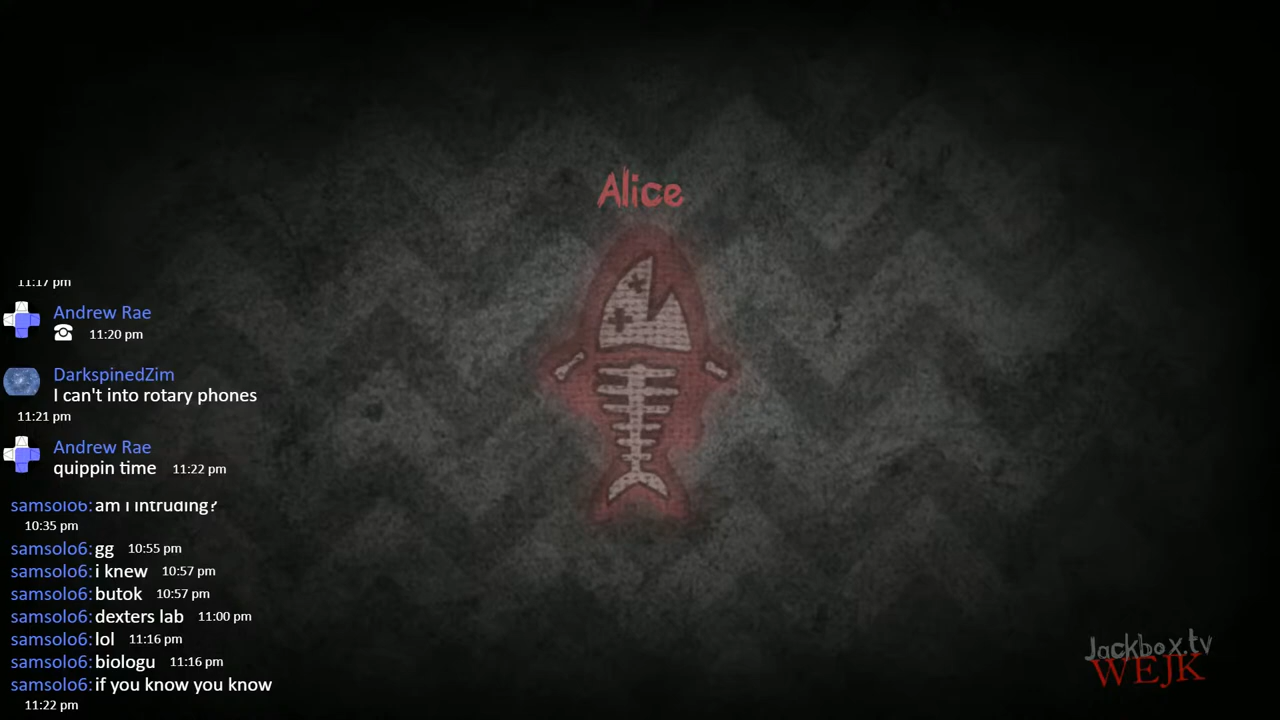 Alice
11:17 pm
Andrew Rae
☎ 11:20 pm
DarkspinedZim
I can't into rotary phones
11:21 pm
Andrew Rae
quippin time 11:22 pm
samsolo6: am i intruding?
10:35 pm
samsolo6: gg 10:55 pm
samsolo6: i knew 10:57 pm
samsolo6: butok 10:57 pm
samsolo6: dexters lab 11:00 pm
samsolo6: lol 11:16 pm
samsolo6: biologu 11:16 pm
samsolo6: if you know you know
11:22 pm
Jackbox.tv
WEJK